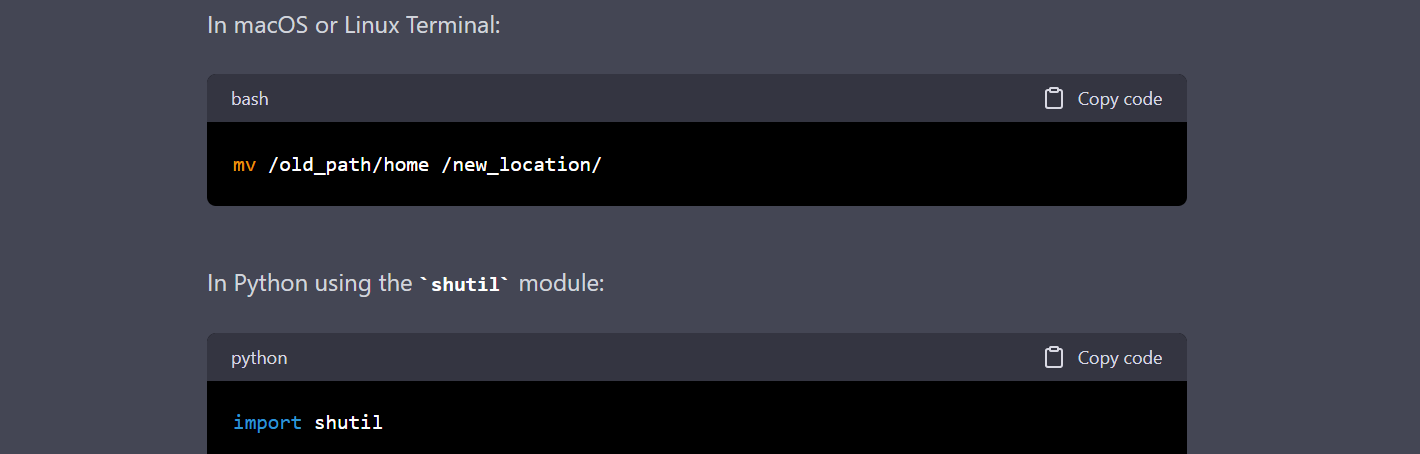 In macOS or Linux Terminal:
bash Copy code
mv /old_path/home /new_location/
In Python using the `shutil` module:
python Copy code
import shutil